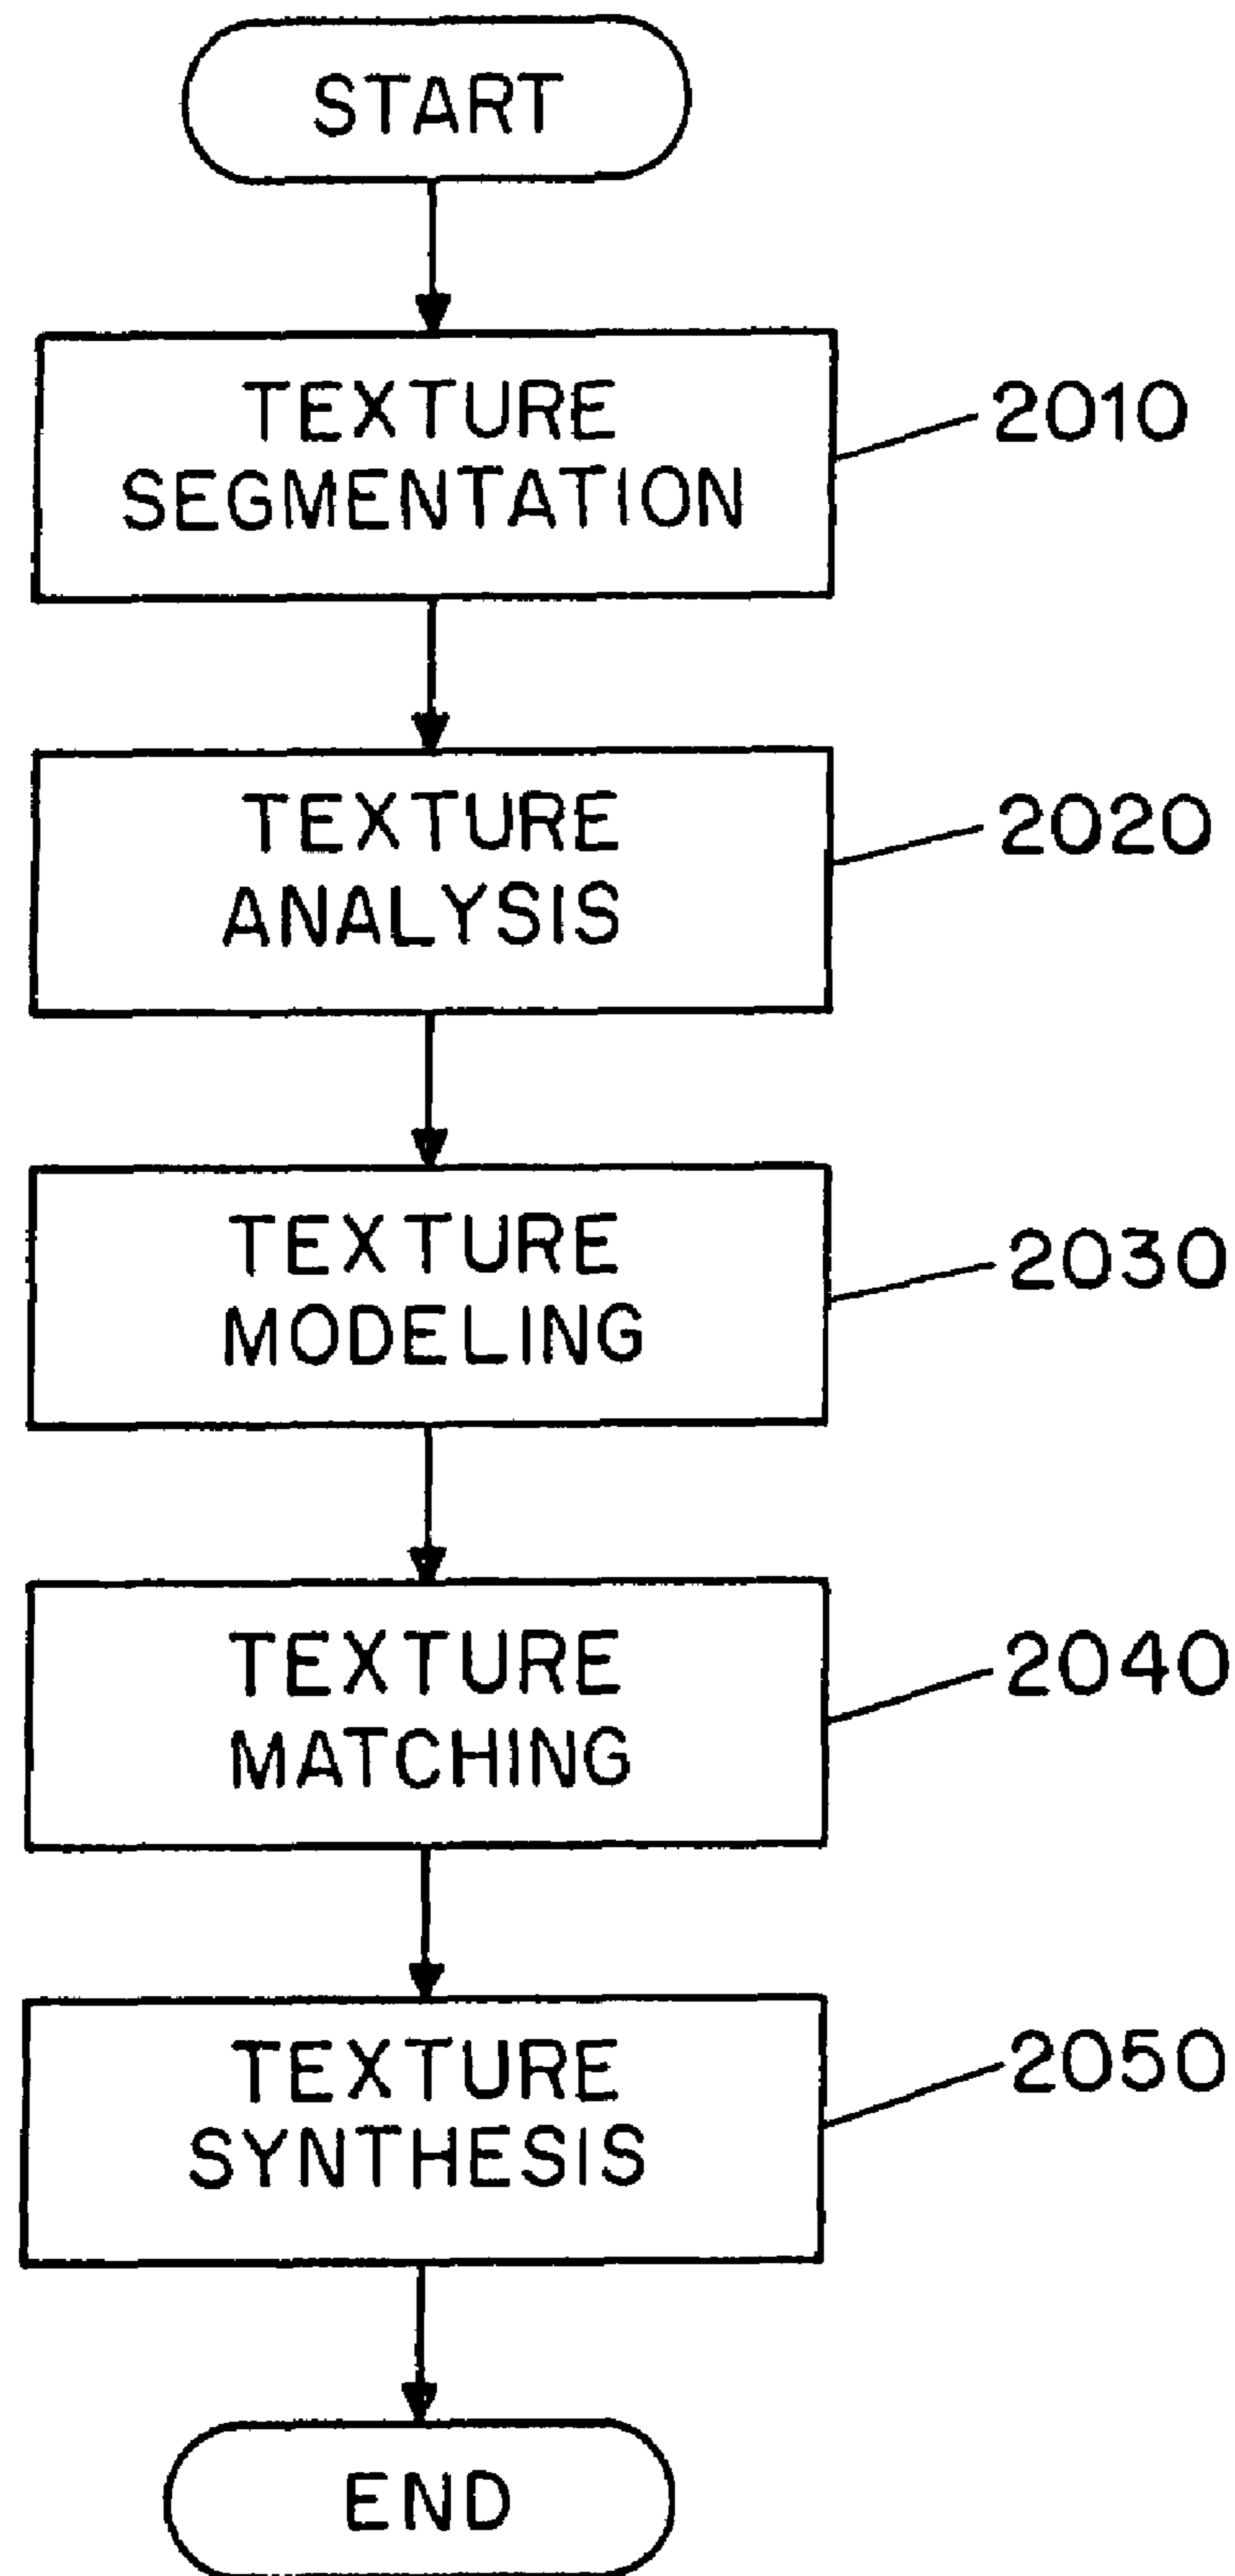 START
TEXTURE
SEGMENTATION
2010
TEXTURE
ANALYSIS
2020
TEXTURE
MODELING
2030
TEXTURE
MATCHING
2040
TEXTURE
SYNTHESIS
2050
END